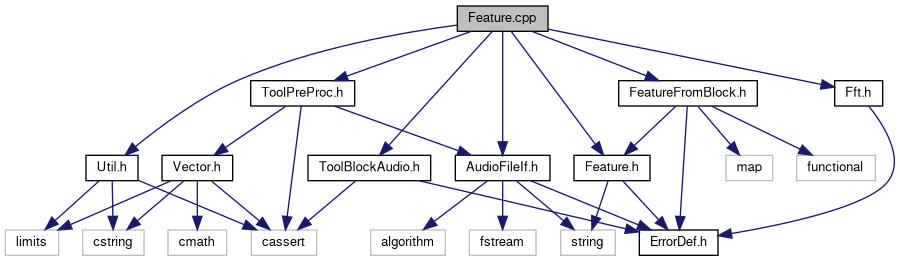 Feature.cpp
ToolPreProc.h
FeatureFromBlock.h
Fft.h
Util.h
Vector.h
ToolBlockAudio.h
AudioFileIf.h
Feature.h
map
functional
limits
cstring
cmath
cassert
algorithm
fstream
string
ErrorDef.h